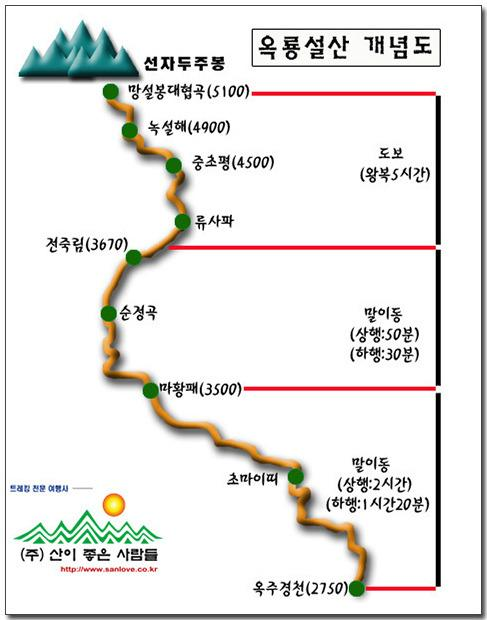 옥룡설산 개념도
선자두주봉
망설봉대협곡(5100)
녹설해(4900)
중초평(4500)
도보
(왕복5시간)
류사파
전죽림(3670)
순경곡
말이동
(상행:50분)
(하행:30분)
마황패(3500)
초마이띠
말이동
(상행:2시간)
(하행:1시간20분)
트레킹 전문 여행사
(주) 산이 좋은 사람들
http://www.sanlove.co.kr
옥주경천(2750)